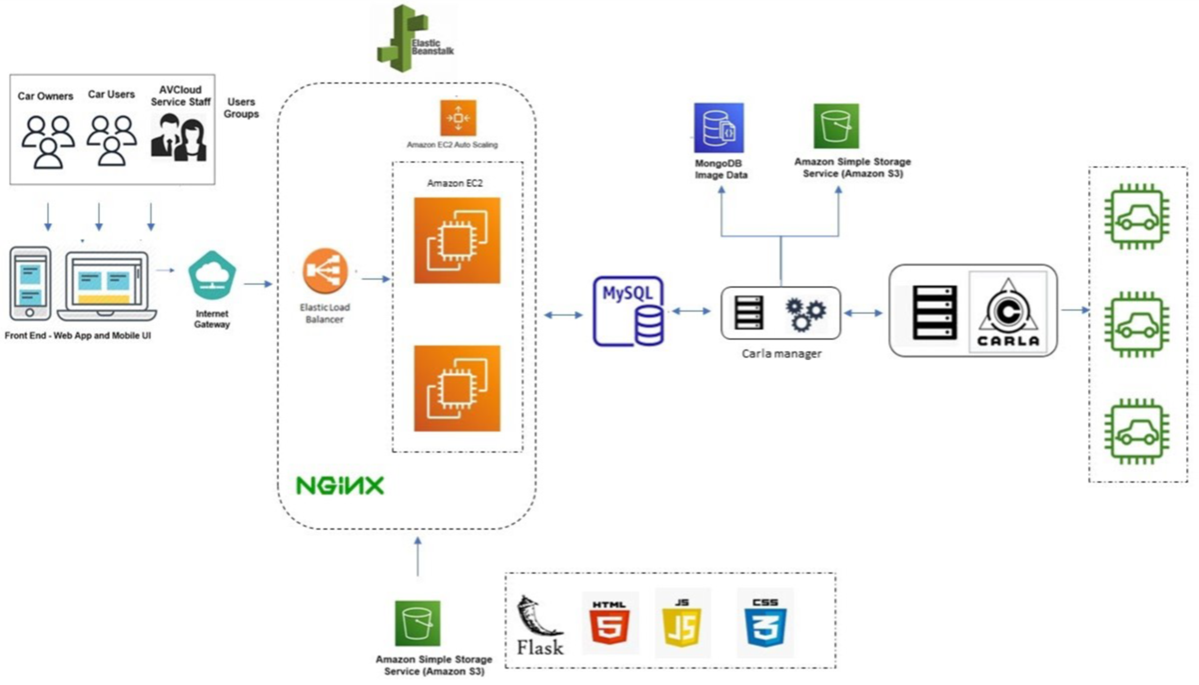 Elastic
Beanstalk
Car Owners
Car Users
AVCloud
Service Staff
Users
Groups
Amazon EC2 Auto Scaling
Amazon EC2
MongoDB
Image Data
Amazon Simple Storage
Service (Amazon S3)
Elastic Load
Balancer
Internet
Gateway
Front End - Web App and Mobile UI
MySQL
Carla manager
C
CARLA
NGINX
Amazon Simple Storage
Service (Amazon S3)
Flask
HTML
5
JS
JS
CSS
3